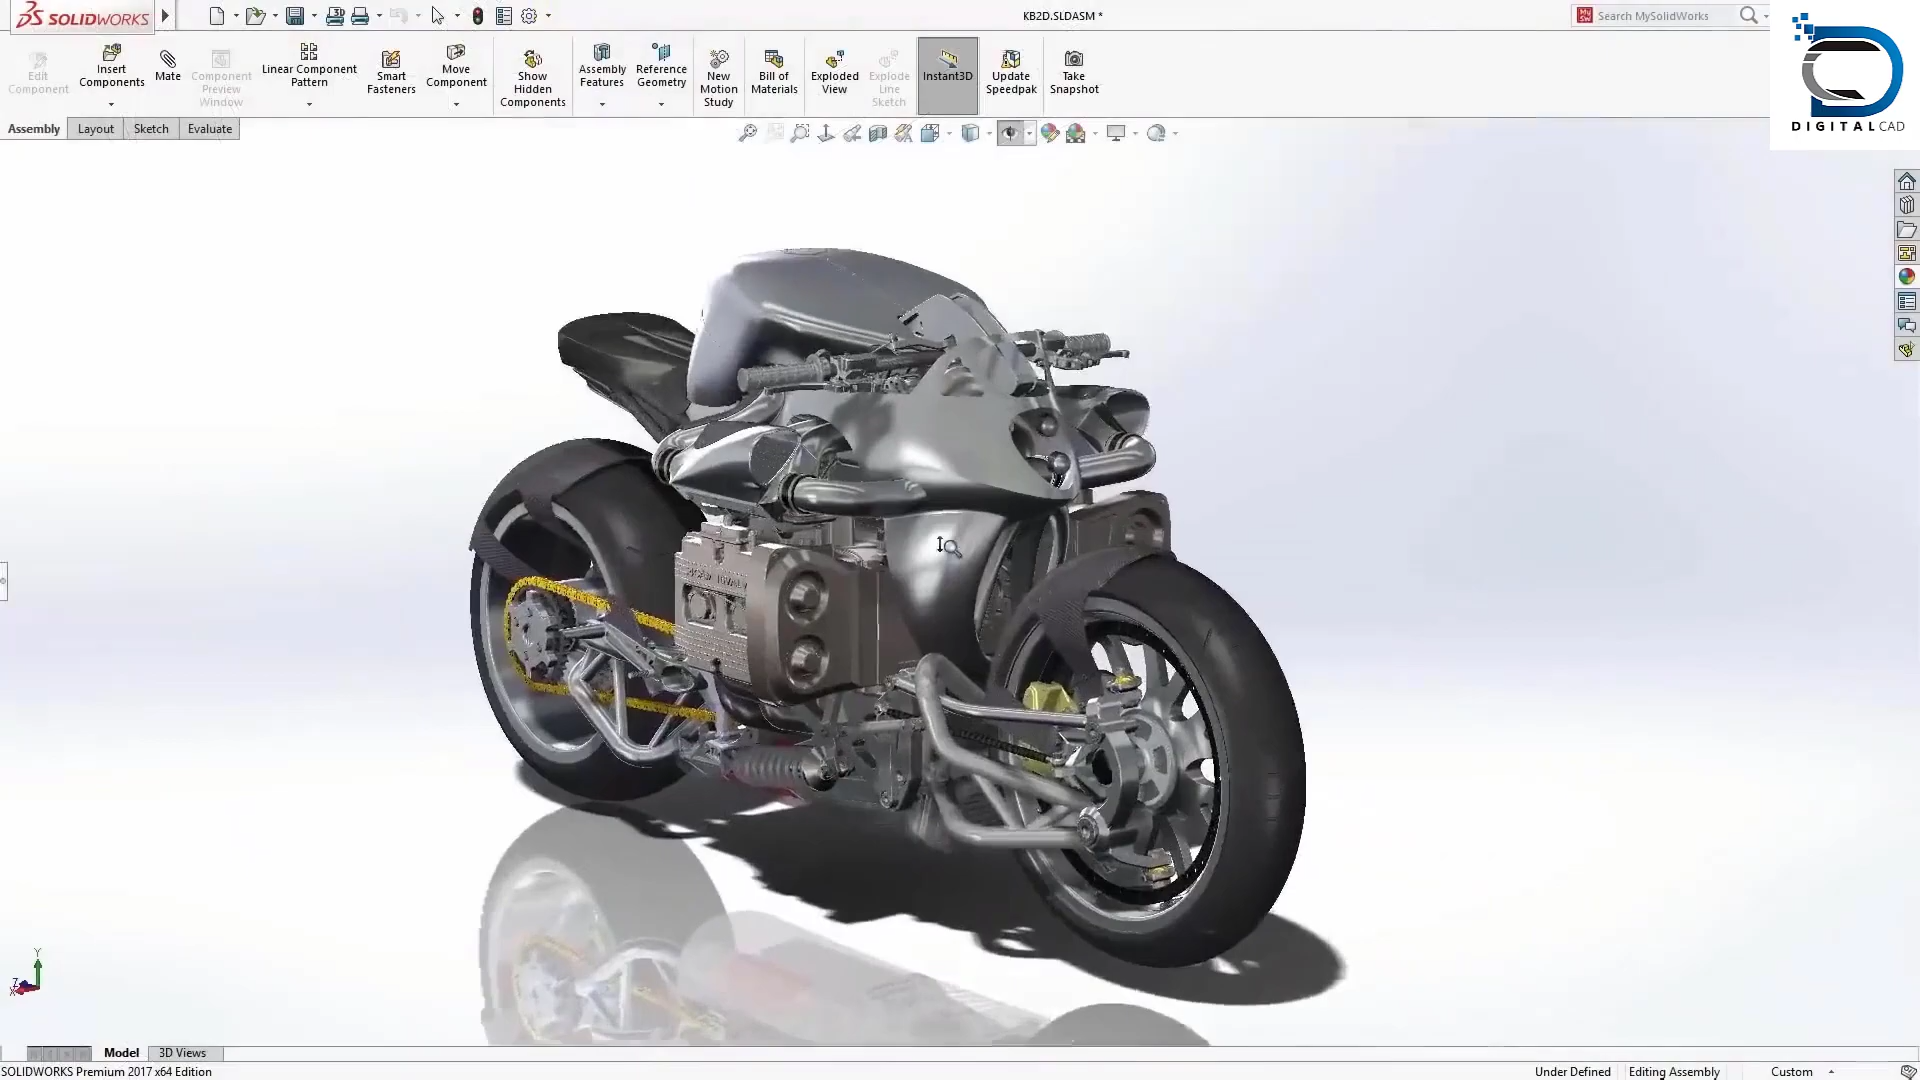 SOLIDWORKS
KB2D.SLDASM *
Search MySolidWorks
Edit
Component
Insert
Components
Mate
Component
Preview
Window
Linear Component
Pattern
Smart
Fasteners
Move
Component
Show
Hidden
Components
Assembly
Features
Reference
Geometry
New
Motion
Study
Bill of
Materials
Exploded
View
Explode
Line
Sketch
Instant3D
Update
Speedpak
Take
Snapshot
DIGITALCAD
Assembly
Layout
Sketch
Evaluate
Y
Z
X
Model
3D Views
SOLIDWORKS Premium 2017 x64 Edition
Under Defined
Editing Assembly
Custom